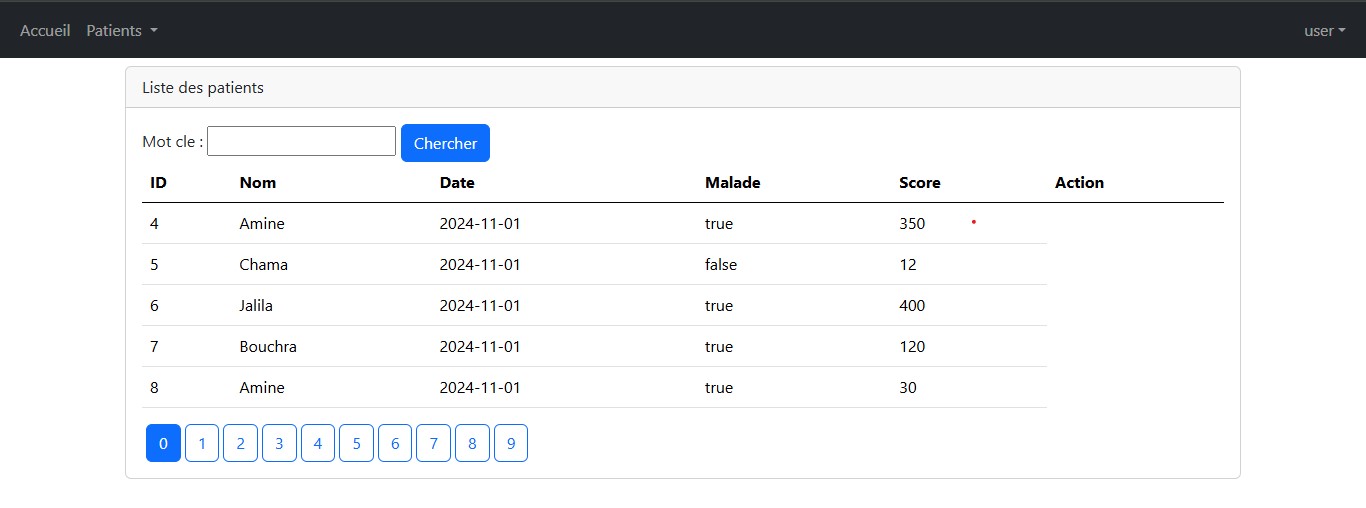 Accueil Patients user
Liste des patients
Mot cle : Chercher
ID Nom Date Malade Score Action
4 Amine 2024-11-01 true 350
5 Chama 2024-11-01 false 12
6 Jalila 2024-11-01 true 400
7 Bouchra 2024-11-01 true 120
8 Amine 2024-11-01 true 30
0 1 2 3 4 5 6 7 8 9